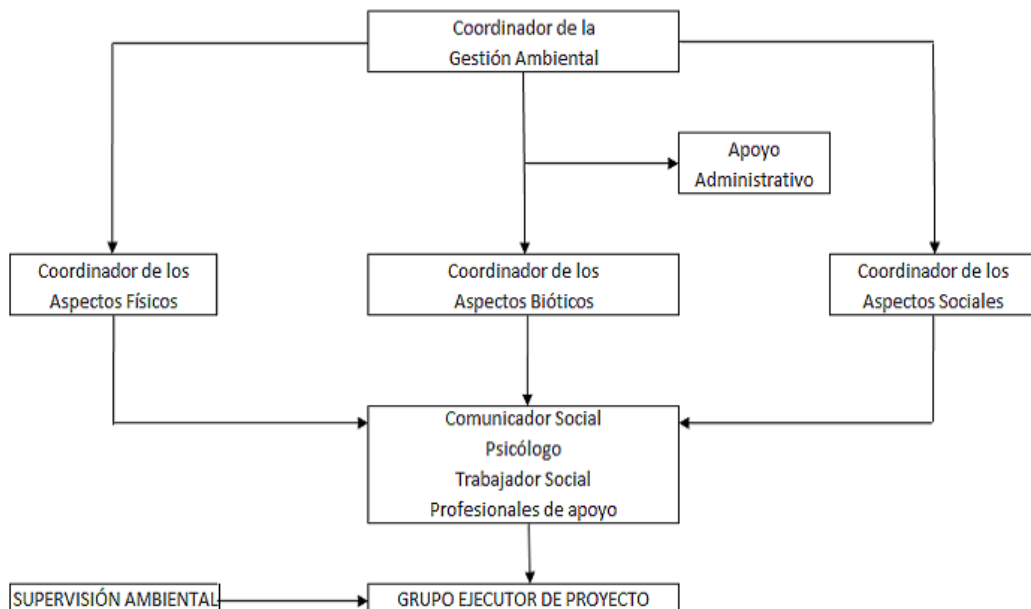 Coordinador de la
Gestión Ambiental
Apoyo
Administrativo
Coordinador de los
Aspectos Físicos
Coordinador de los
Aspectos Bióticos
Coordinador de los
Aspectos Sociales
Comunicador Social
Psicólogo
Trabajador Social
Profesionales de apoyo
SUPERVISIÓN AMBIENTAL
GRUPO EJECUTOR DE PROYECTO